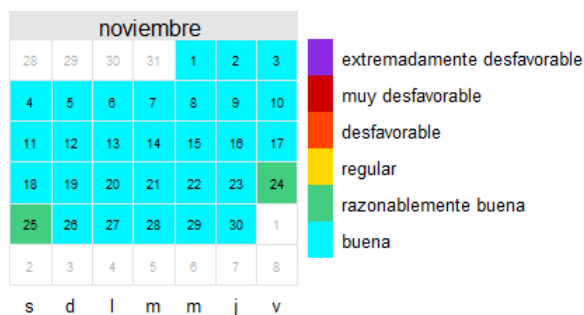 noviembre
28 29 30 31 1 2 3
4 5 6 7 8 9 10
11 12 13 14 15 16 17
18 19 20 21 22 23 24
25 26 27 28 29 30 1
2 3 4 5 6 7 8
s d l m m j v
extremadamente desfavorable
muy desfavorable
desfavorable
regular
razonablemente buena
buena